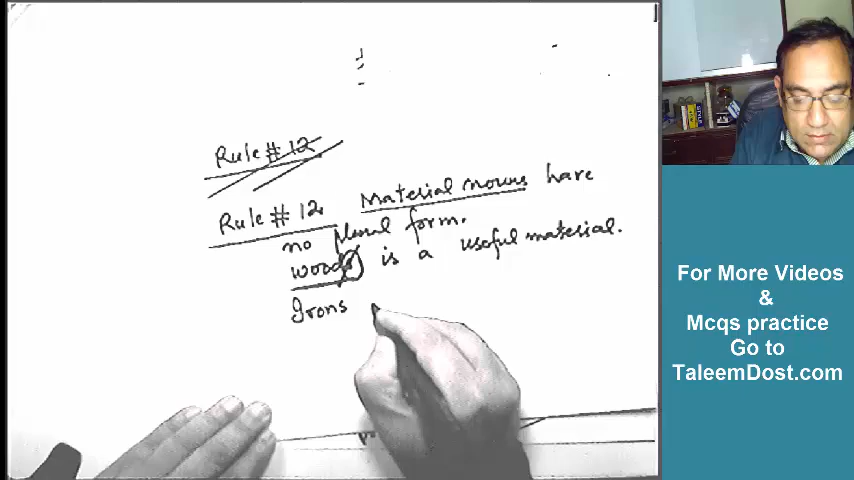 Rule # 12
Rule # 12. Material nouns have
no plural form.
woods is a useful material.
Irons
For More Videos
&
Mcqs practice
Go to
TaleemDost.com